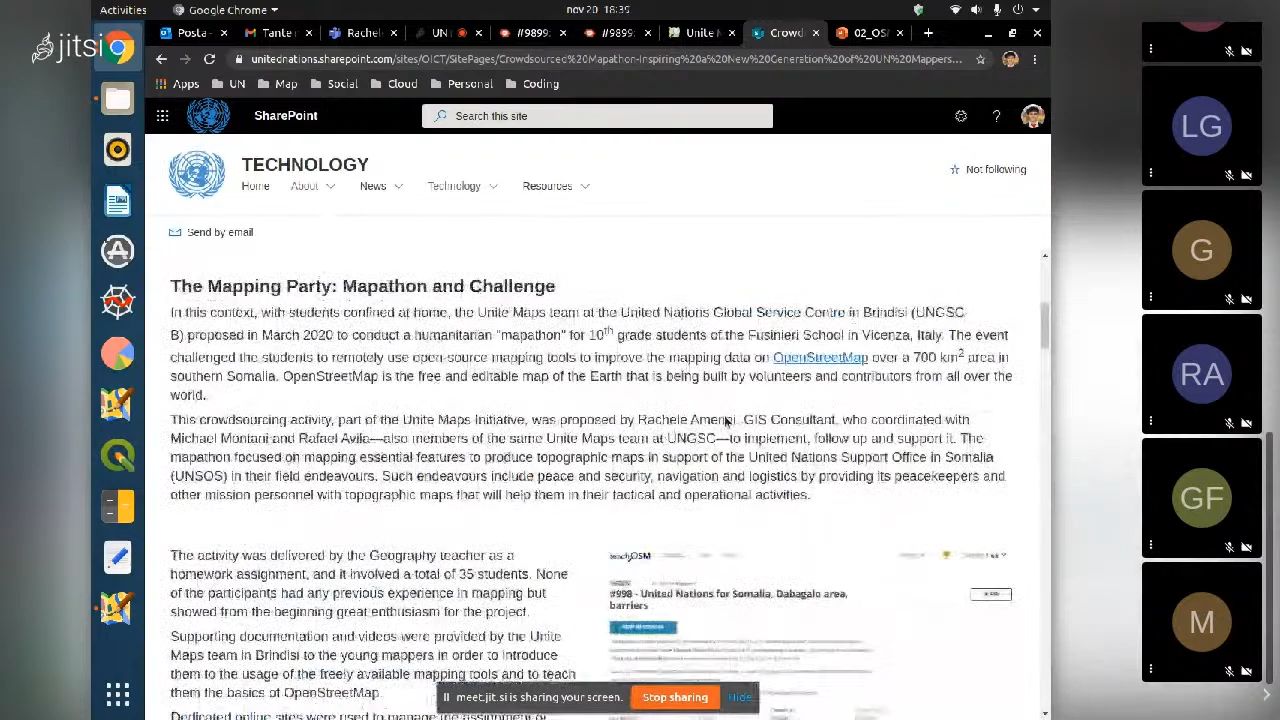 Activities
Google Chrome
nov 20 18:39
jitsi
Posta -
Tante
Rachel
UN
#989
#989
Unite M
Crowd
02_OS
unitednations.sharepoint.com/sites/OICT/SitePages/Crowdsourced%20Mapathon-Inspiring%20a%20New%20Generation%20of%20UN%20Mappers...
Apps
UN
Map
Social
Cloud
Personal
Coding
SharePoint
Search this site
TECHNOLOGY
Not following
Home
About
News
Technology
Resources
Send by email
The Mapping Party: Mapathon and Challenge
In this context, with students confined at home, the Unite Maps team at the United Nations Global Service Centre in Brindisi (UNGSC
B) proposed in March 2020 to conduct a humanitarian "mapathon" for 10th grade students of the Fusinieri School in Vicenza, Italy. The event
challenged the students to remotely use open-source mapping tools to improve the mapping data on OpenStreetMap over a 700 km2 area in
southern Somalia. OpenStreetMap is the free and editable map of the Earth that is being built by volunteers and contributors from all over the
world.
This crowdsourcing activity, part of the Unite Maps Initiative, was proposed by Rachele Amerini, GIS Consultant, who coordinated with
Michael Montani and Rafael Avila—also members of the same Unite Maps team at UNGSC—to implement, follow up and support it. The
mapathon focused on mapping essential features to produce topographic maps in support of the United Nations Support Office in Somalia
(UNSOS) in their field endeavours. Such endeavours include peace and security, navigation and logistics by providing its peacekeepers and
other mission personnel with topographic maps that will help them in their tactical and operational activities.
The activity was delivered by the Geography teacher as a
homework assignment, and it involved a total of 35 students. None
had any previous experience in mapping but
showed from the beginning great enthusiasm for the project.
documentation and were provided by the Unite
Maps team in Brindisi to the young mappers in order to introduce
them to the usage of the freely available mapping tools and to teach
them the basics of OpenStreetMap.
teachOSM
#998 - United Nations for Somalia, Dabagalo area,
barriers
meet.jit.si is sharing your screen.
Stop sharing
Hide
LG
G
RA
GF
M